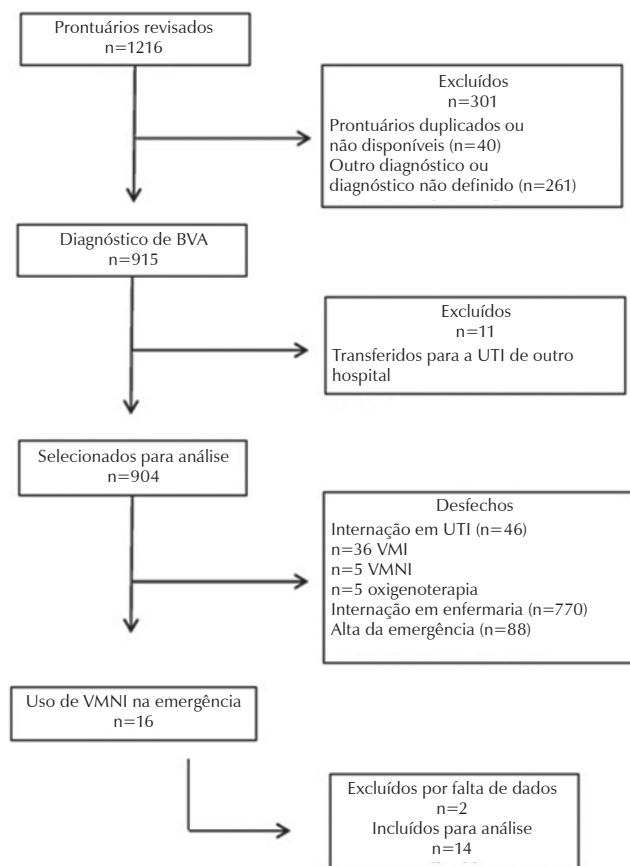 Prontuários revisados
n=1216
Excluídos
n=301
Prontuários duplicados ou
não disponíveis (n=40)
Outro diagnóstico ou
diagnóstico não definido (n=261)
Diagnóstico de BVA
n=915
Excluídos
n=11
Transferidos para a UTI de outro
hospital
Selecionados para análise
n=904
Desfechos
Internação em UTI (n=46)
n=36 VMI
n=5 VMNI
n=5 oxigenoterapia
Internação em enfermaria (n=770)
Alta da emergência (n=88)
Uso de VMNI na emergência
n=16
Excluídos por falta de dados
n=2
Incluídos para análise
n=14